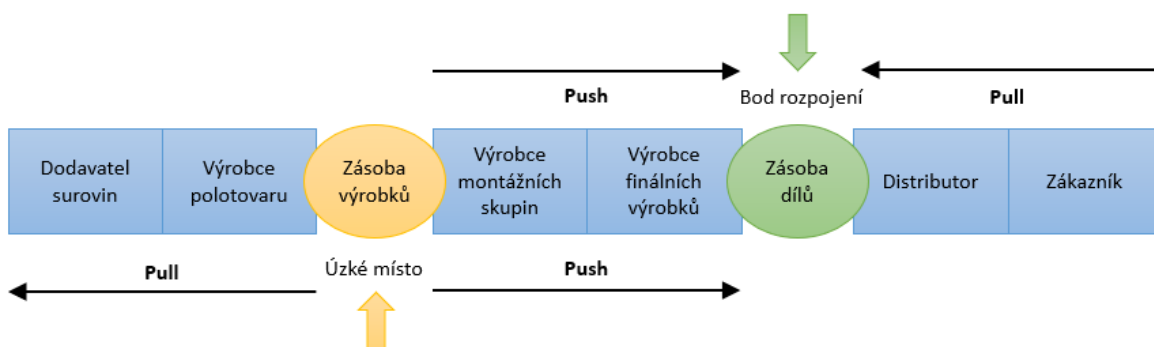 Push
Bod rozpojení
Pull
Dodavatel
surovin
Výrobce
polotovaru
Zásoba
výrobků
Výrobce
montážních
skupin
Výrobce
finálních
výrobků
Zásoba
dílů
Distributor
Zákazník
Pull
Úzké místo
Push